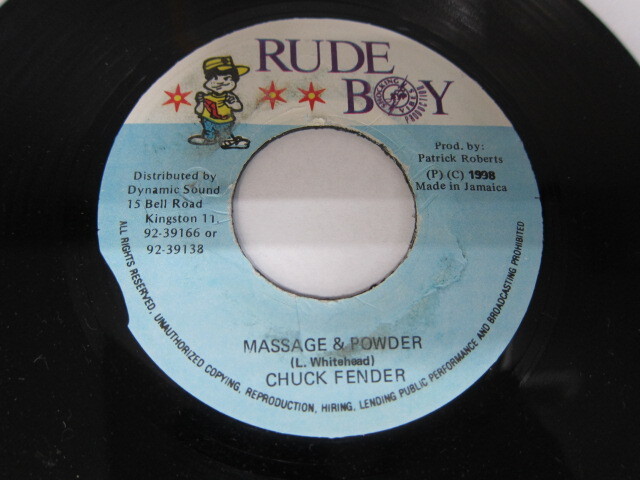 RUDE
BOY
Distributed by
Dynamic Sound
15 Bell Road
Kingston 11.
92-39166 or
92-39138
Prod. by:
Patrick Roberts
(P) (C) 1998
Made in Jamaica
MASSAGE & POWDER
(L. Whitehead)
CHUCK FENDER
ALL RIGHTS RESERVED. UNAUTHORIZED COPYING, REPRODUCTION, HIRING, LENDING PUBLIC PERFORMANCE AND BROADCASTING PROHIBITED